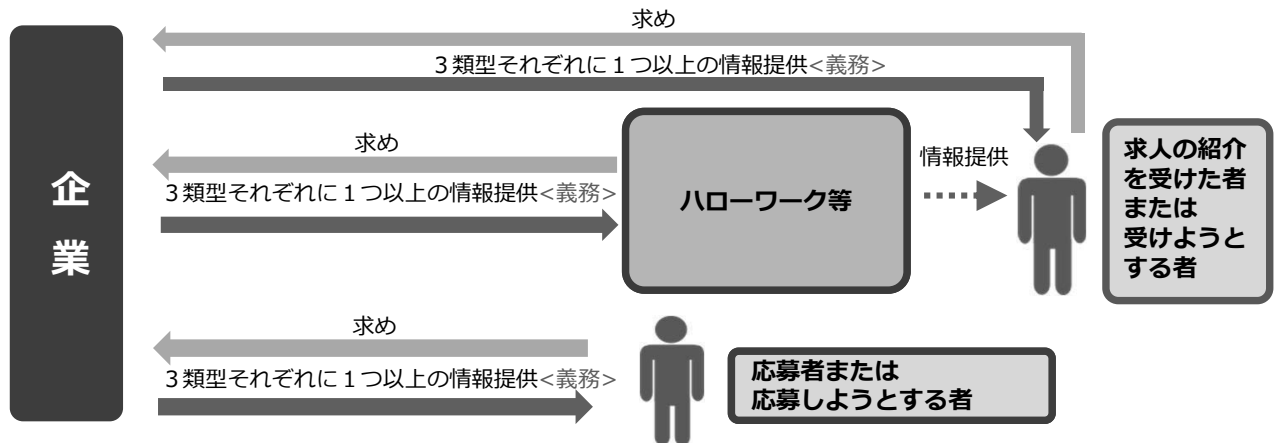 求め
３類型それぞれに１つ以上の情報提供<義務>
企
業
求め
３類型それぞれに１つ以上の情報提供<義務>
ハローワーク等
情報提供
求人の紹介
を受けた者
または
受けようと
する者
求め
３類型それぞれに１つ以上の情報提供<義務>
応募者または
応募しようとする者